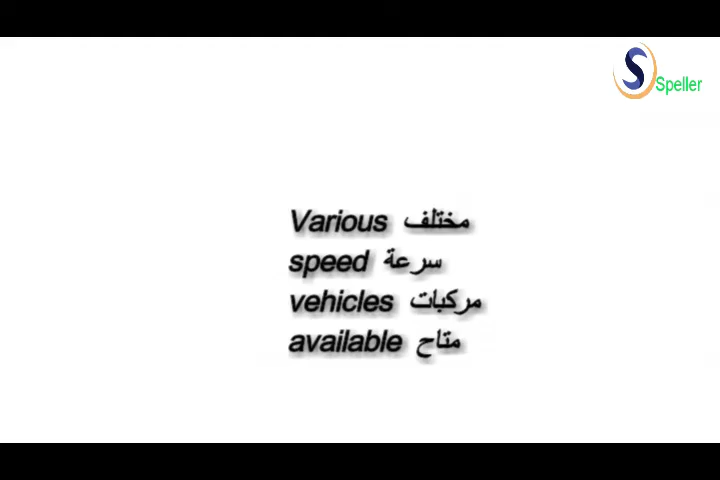 Speller
Various مختلف
speed سرعة
vehicles مركبات
available متاح